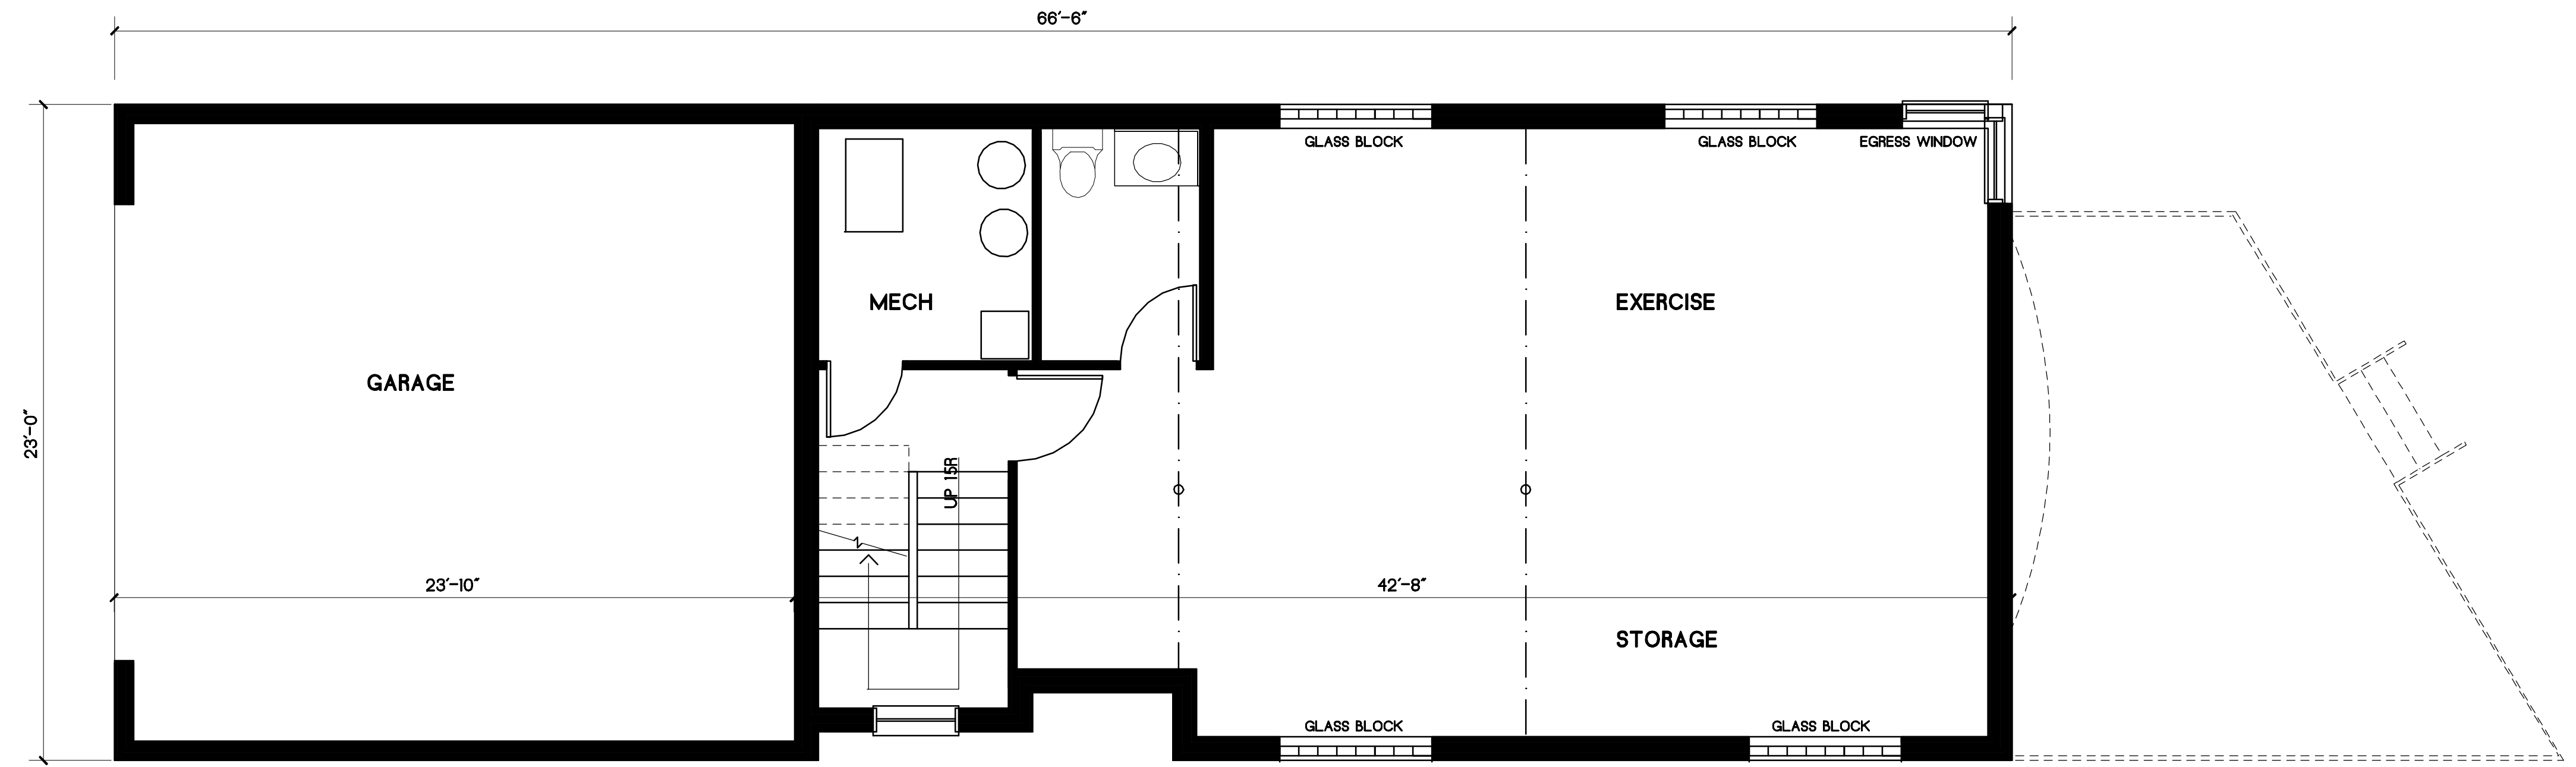 66'-6"
GLASS BLOCK
GLASS BLOCK
EGRESS WINDOW
MECH
EXERCISE
GARAGE
23'-0"
UP 15R
23'-10"
42'-8"
STORAGE
GLASS BLOCK
GLASS BLOCK